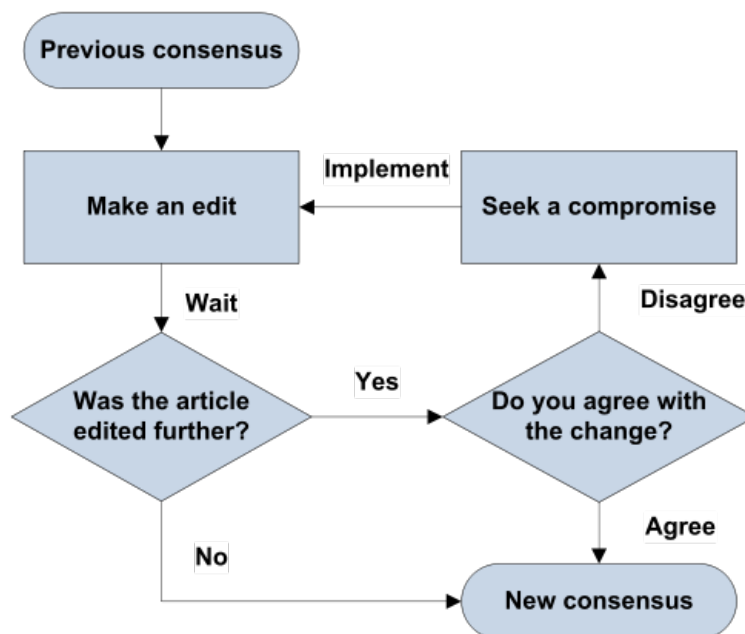 Previous consensus
Implement
Make an edit
Seek a compromise
Wait
Disagree
Was the article
edited further?
Yes
Do you agree with
the change?
No
Agree
New consensus